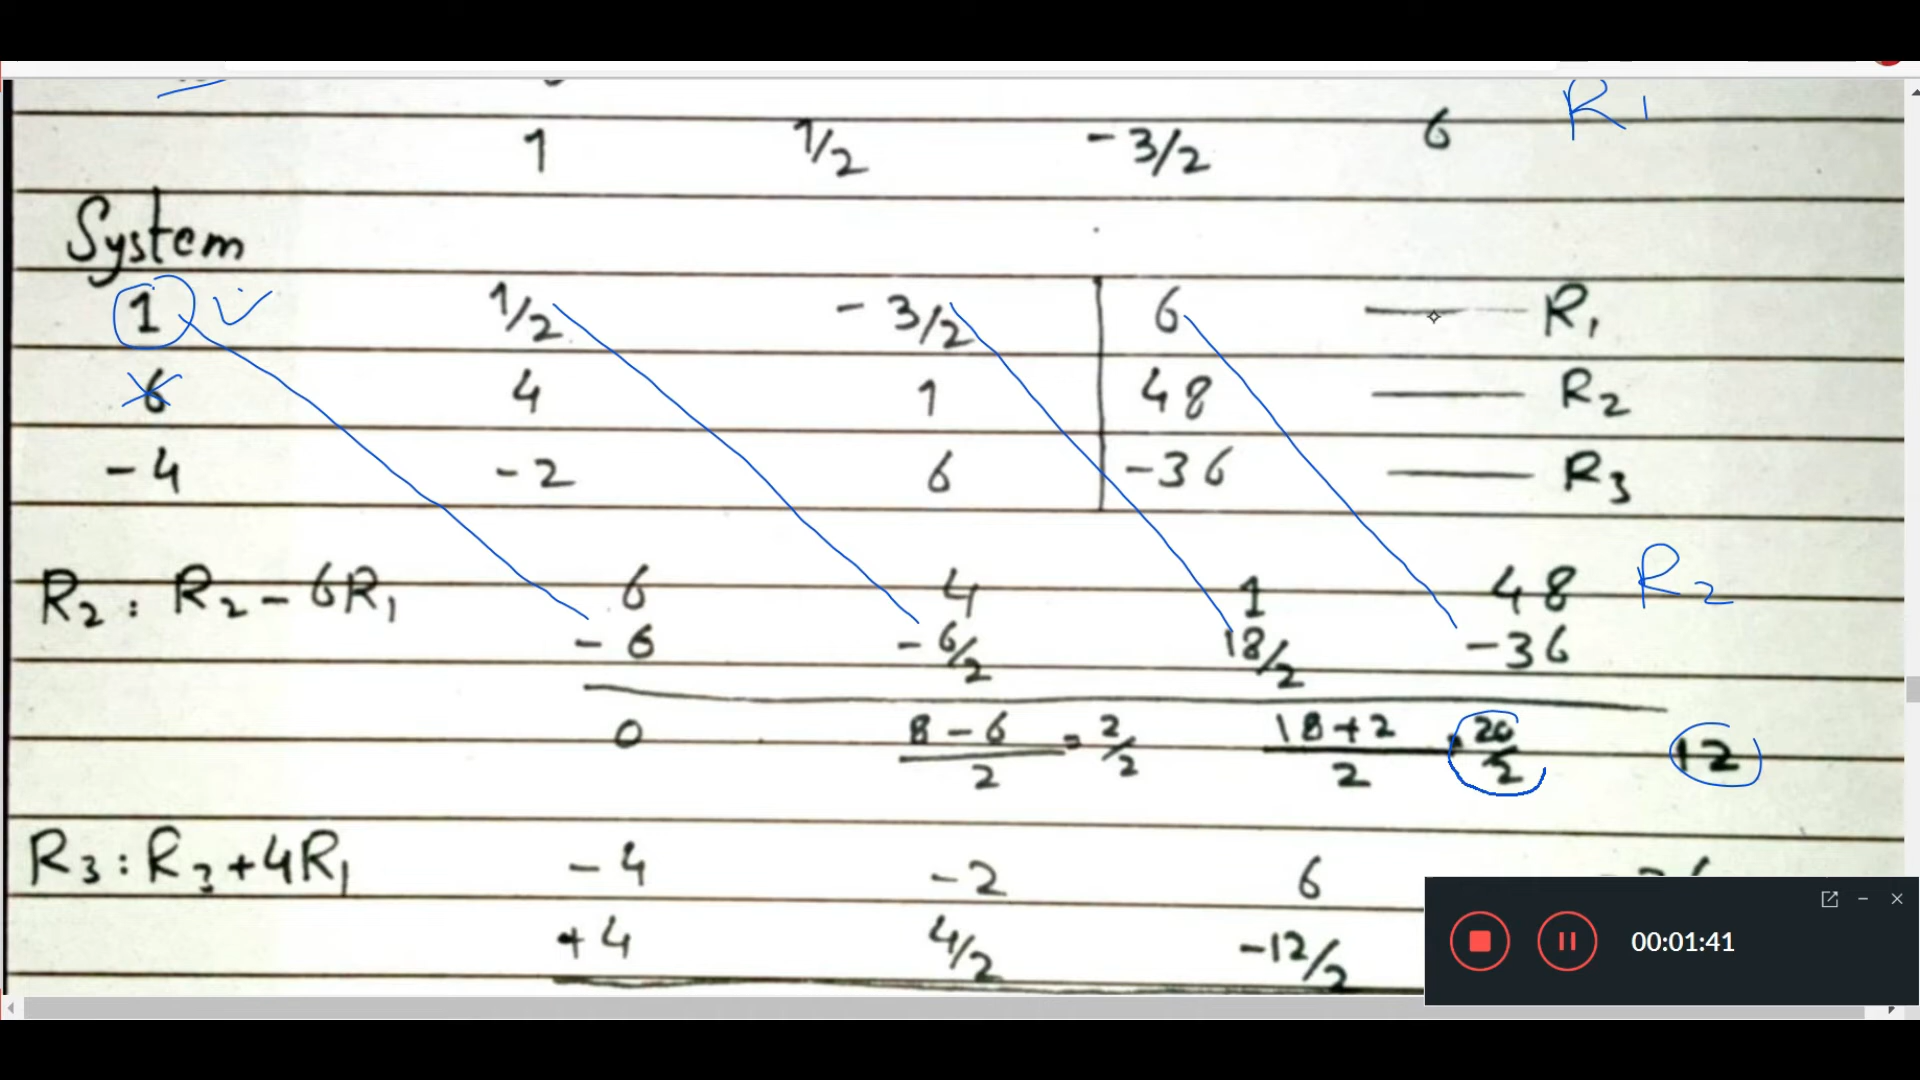 R1
1 1/2 - 3/2 6
System
1 1/2 - 3/2 6 R1
6 4 1 48 R2
-4 -2 6 -36 R3
R2: R2 - 6R1 6 4 1 48 R2
- 6 - 6/2 18/2 -36
0 8 - 6 / 2 = 2/2 18 + 2 / 2 = 20/2 12
R3: R3 + 4R1 -4 -2 6
+4 4/2 -12/2
00:01:41